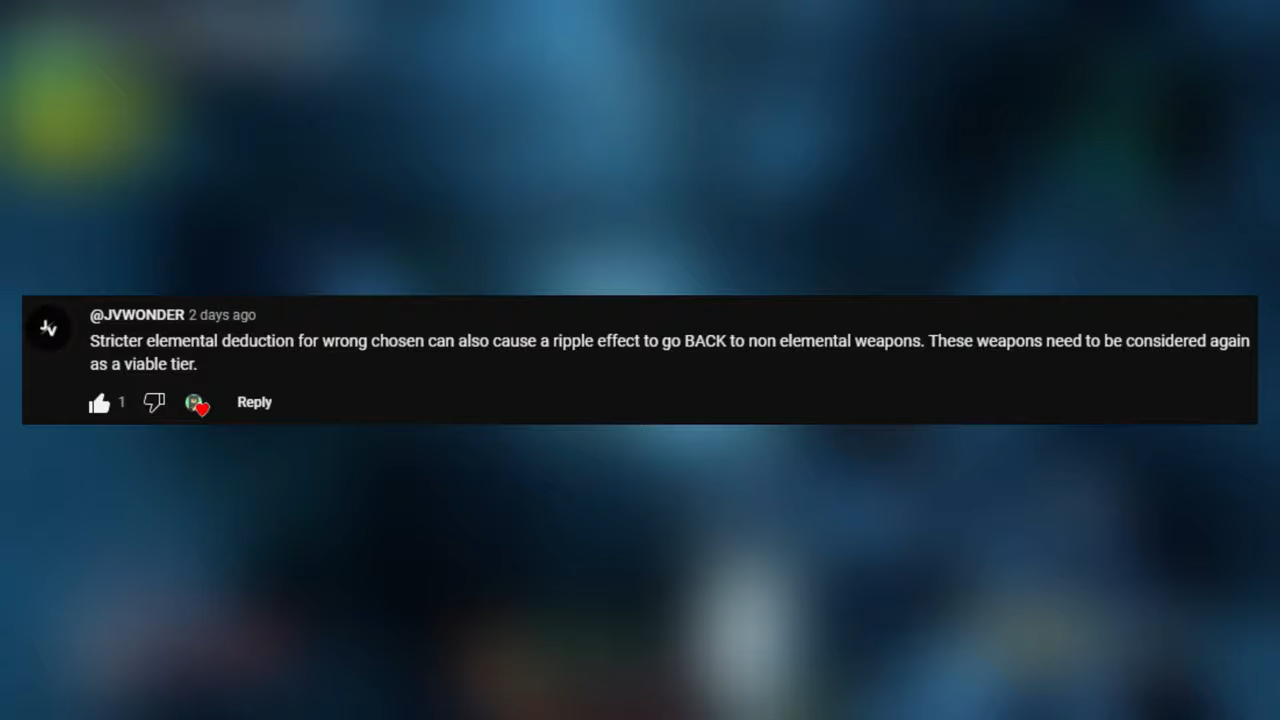 @JVWONDER 2 days ago
Stricter elemental deduction for wrong chosen can also cause a ripple effect to go BACK to non elemental weapons. These weapons need to be considered again
as a viable tier.
1 Reply